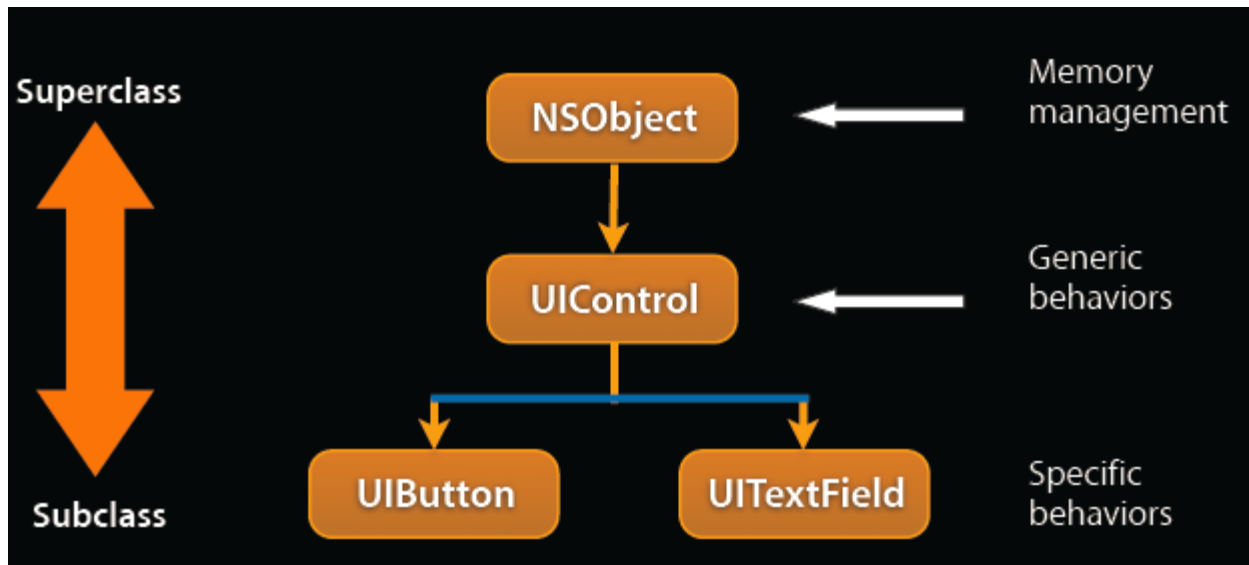 Superclass
NSObject
Memory
management
UIControl
Generic
behaviors
UIButton
UITextField
Specific
behaviors
Subclass